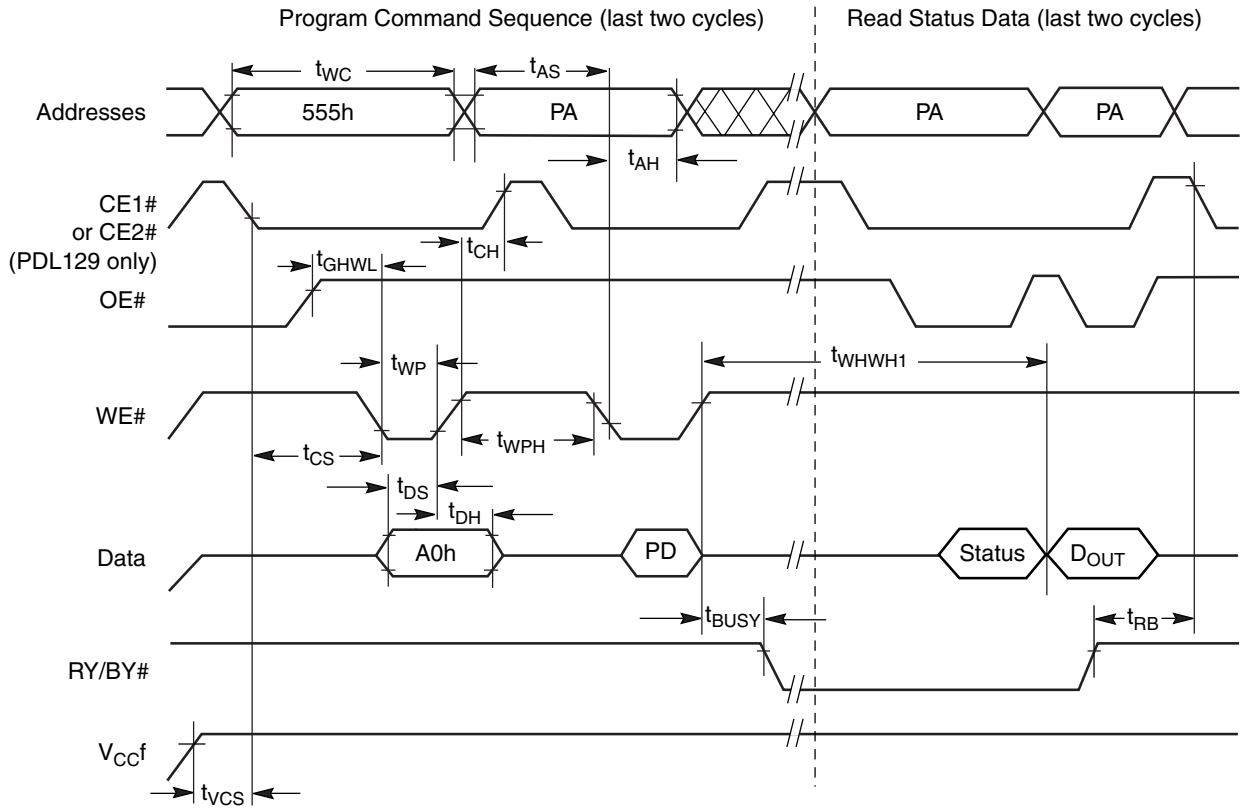 Program Command Sequence (last two cycles)
Read Status Data (last two cycles)
tWC
tAS
Addresses
555h
PA
PA
PA
tAH
CE1#
or CE2#
(PDL129 only)
tCH
tGHWL
OE#
tWP
tWHWH1
WE#
tWPH
tCS
tDS
tDH
Data
A0h
PD
Status
DOUT
tBUSY
tRB
RY/BY#
VCCf
tVCS